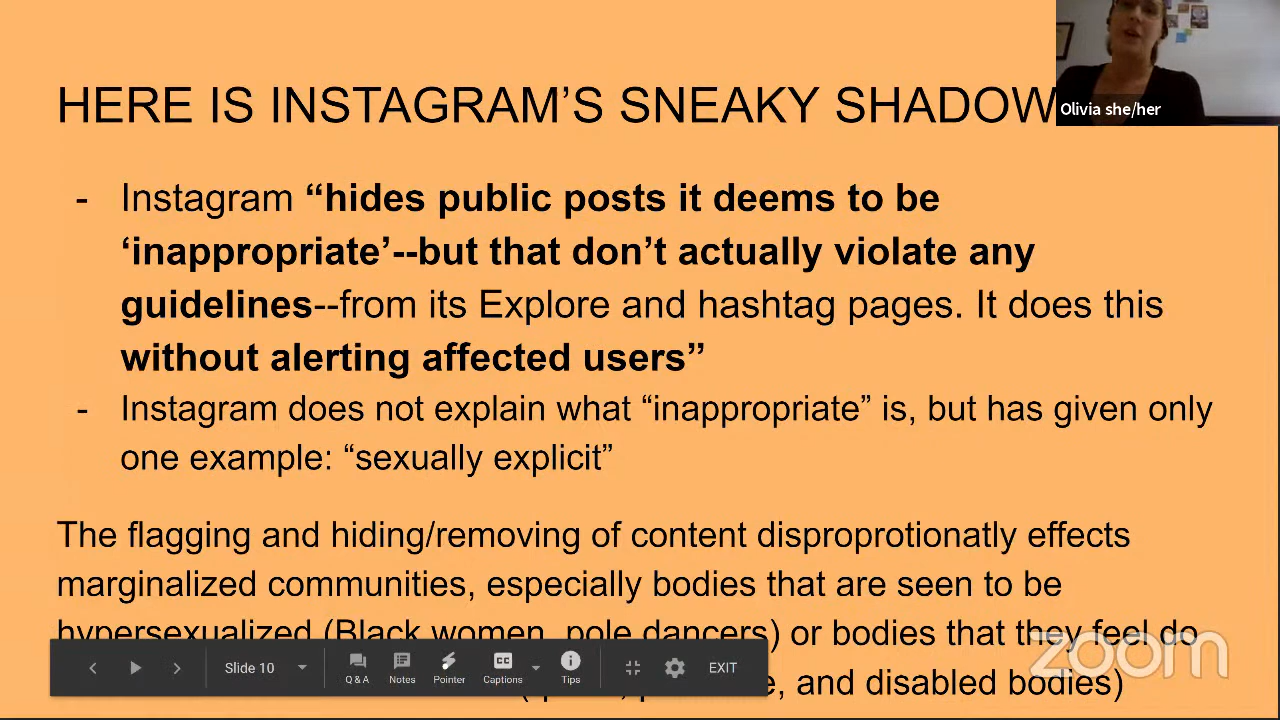 HERE IS INSTAGRAM’S SNEAKY SHADOW
Olivia she/her
- Instagram “hides public posts it deems to be
‘inappropriate’--but that don’t actually violate any
guidelines--from its Explore and hashtag pages. It does this
without alerting affected users”
- Instagram does not explain what “inappropriate” is, but has given only
one example: “sexually explicit”
The flagging and hiding/removing of content disproprotionatly effects
marginalized communities, especially bodies that are seen to be
hypersexualized (Black women, pole dancers) or bodies that they feel do
and disabled bodies)
Slide 10
Q & A
Notes
Pointer
CC
Captions
Tips
EXIT
zoom